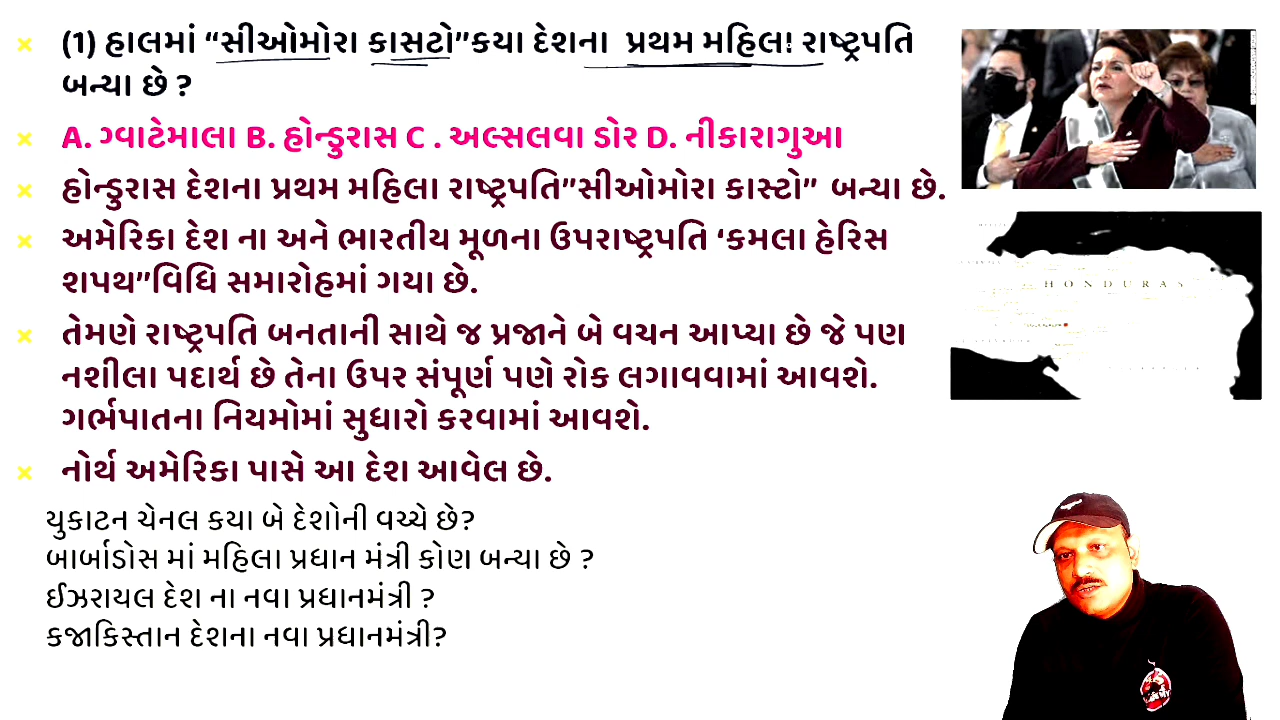 (1) હાલમાં “સીઓમોરા કાસટો”કયા દેશના પ્રથમ મહિલા રાષ્ટ્રપતિ
બન્યા છે ?
A. ગ્વાટેમાલા B. હોન્ડુરાસ C . અલ્સલવા ડોર D. નીકારાગુઆ
હોન્ડુરાસ દેશના પ્રથમ મહિલા રાષ્ટ્રપતિ”સીઓમોરા કાસ્ટો” બન્યા છે.
અમેરિકા દેશ ના અને ભારતીય મૂળના ઉપરાષ્ટ્રપતિ ‘કમલા હેરિસ
શપથ”વિધિ સમારોહમાં ગયા છે.
તેમણે રાષ્ટ્રપતિ બનતાની સાથે જ પ્રજાને બે વચન આપ્યા છે જે પણ
નશીલા પદાર્થ છે તેના ઉપર સંપૂર્ણ પણે રોક લગાવવામાં આવશે.
ગર્ભપાતના નિયમોમાં સુધારો કરવામાં આવશે.
નોર્થ અમેરિકા પાસે આ દેશ આવેલ છે.
યુકાટન ચેનલ કયા બે દેશોની વચ્ચે છે?
બાર્બાડોસ માં મહિલા પ્રધાન મંત્રી કોણ બન્યા છે ?
ઈઝરાયલ દેશ ના નવા પ્રધાનમંત્રી ?
કજાકિસ્તાન દેશના નવા પ્રધાનમંત્રી?
HONDURAS